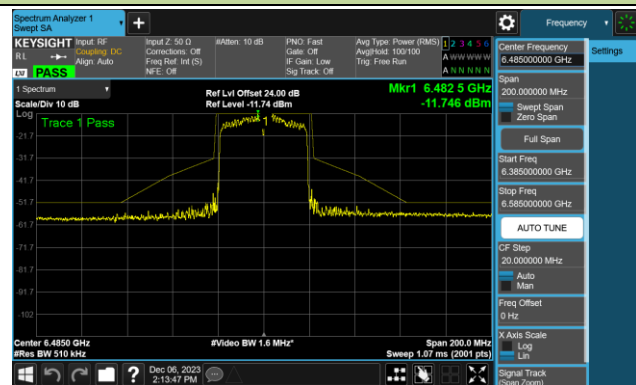 Spectrum Analyzer 1
Swept SA
Frequency
KEYSIGHT
Input: RF
Coupling: DC
Align: Auto
Input Z: 50 Ω
Corrections: Off
Freq Ref: Int (S)
NFE: Off
#Atten: 10 dB
PNO: Fast
Gate: Off
IF Gain: Low
Sig Track: Off
Avg Type: Power (RMS)
Avg|Hold: 100/100
Trig: Free Run
1 2 3 4 5 6
A W W W W W
A N N N N N
R L
LXI
PASS
1 Spectrum
Scale/Div 10 dB
Log
Ref Lvl Offset 24.00 dB
Ref Level -11.74 dBm
Mkr1 6.482 5 GHz
-11.746 dBm
Trace 1 Pass
1
-21.7
-31.7
-41.7
-51.7
-61.7
-71.7
-81.7
-91.7
-102
Center 6.4850 GHz
#Res BW 510 kHz
#Video BW 1.6 MHz*
Span 200.0 MHz
Sweep 1.07 ms (2001 pts)
Dec 06, 2023
2:13:47 PM
Center Frequency
6.485000000 GHz
Settings
Span
200.000000 MHz
Swept Span
Zero Span
Full Span
Start Freq
6.385000000 GHz
Stop Freq
6.585000000 GHz
AUTO TUNE
CF Step
20.000000 MHz
Auto
Man
Freq Offset
0 Hz
X Axis Scale
Log
Lin
Signal Track
(Span Zoom)